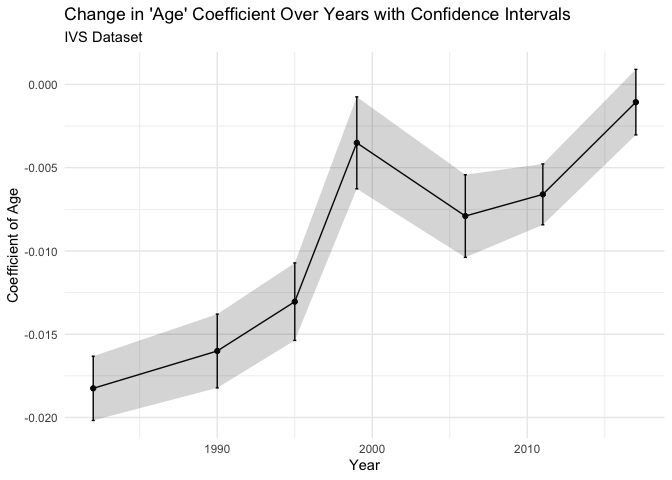 Change in 'Age' Coefficient Over Years with Confidence Intervals
IVS Dataset
Coefficient of Age
0.000
-0.005
-0.010
-0.015
-0.020
1990 2000 2010
Year